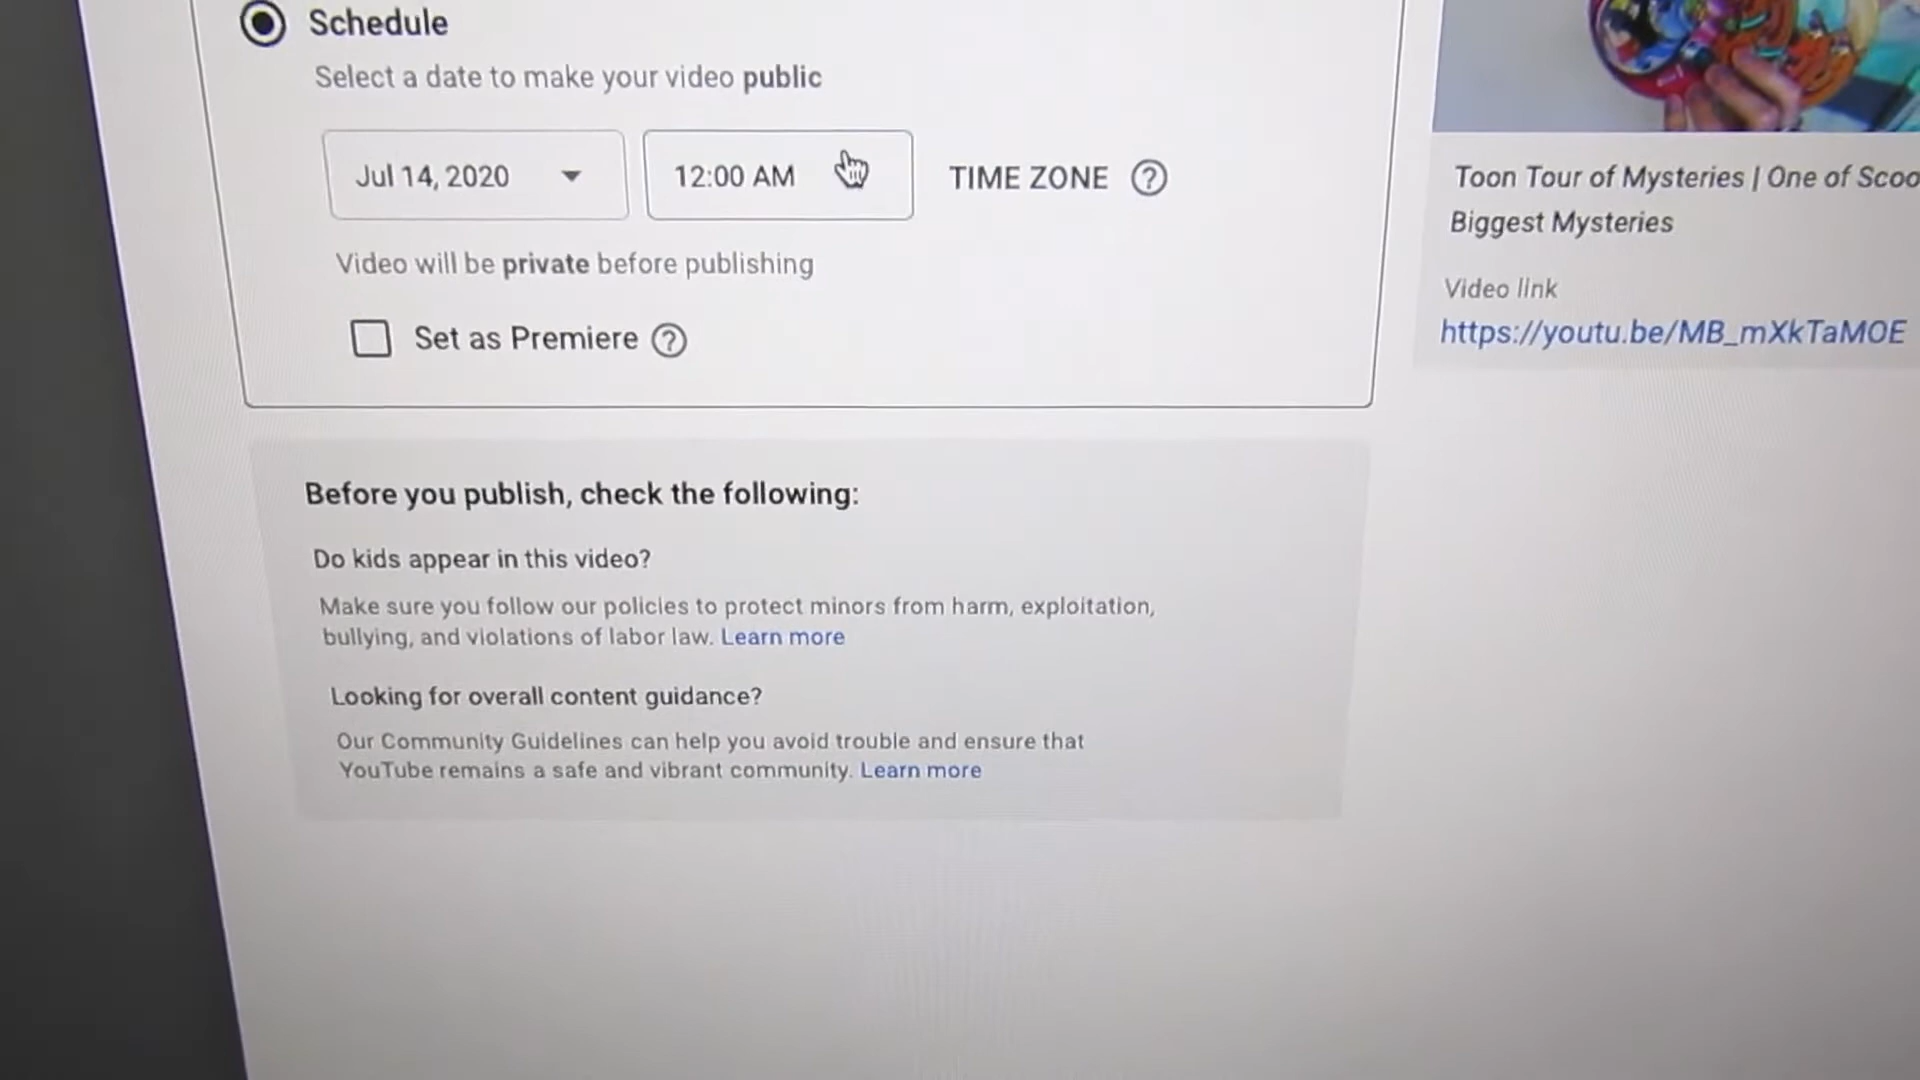 Schedule
Select a date to make your video public
Jul 14, 2020
12:00 AM
TIME ZONE ?
Video will be private before publishing
Set as Premiere ?
Before you publish, check the following:
Do kids appear in this video?
Make sure you follow our policies to protect minors from harm, exploitation,
bullying, and violations of labor law. Learn more
Looking for overall content guidance?
Our Community Guidelines can help you avoid trouble and ensure that
YouTube remains a safe and vibrant community. Learn more
Toon Tour of Mysteries | One of Scoo
Biggest Mysteries
Video link
https://youtu.be/MB_mXkTaMOE